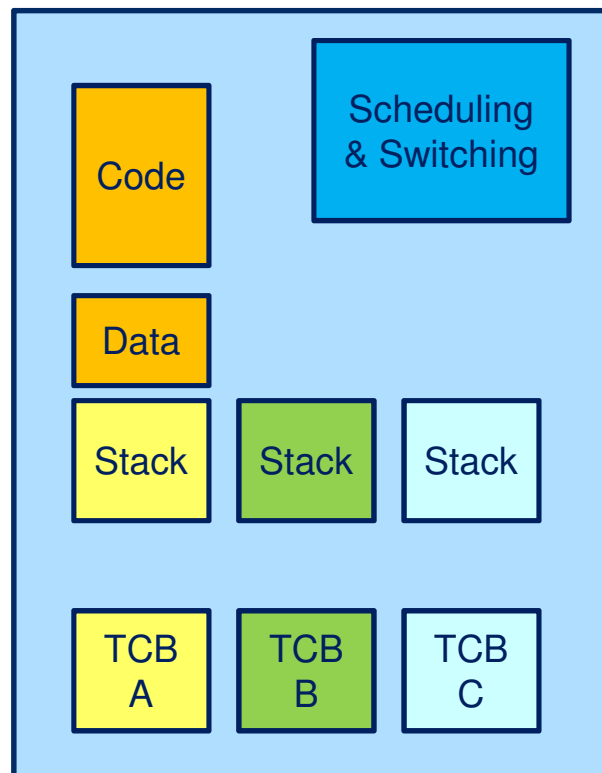 Scheduling
& Switching
Code
Data
Stack
Stack
Stack
TCB
A
TCB
B
TCB
C